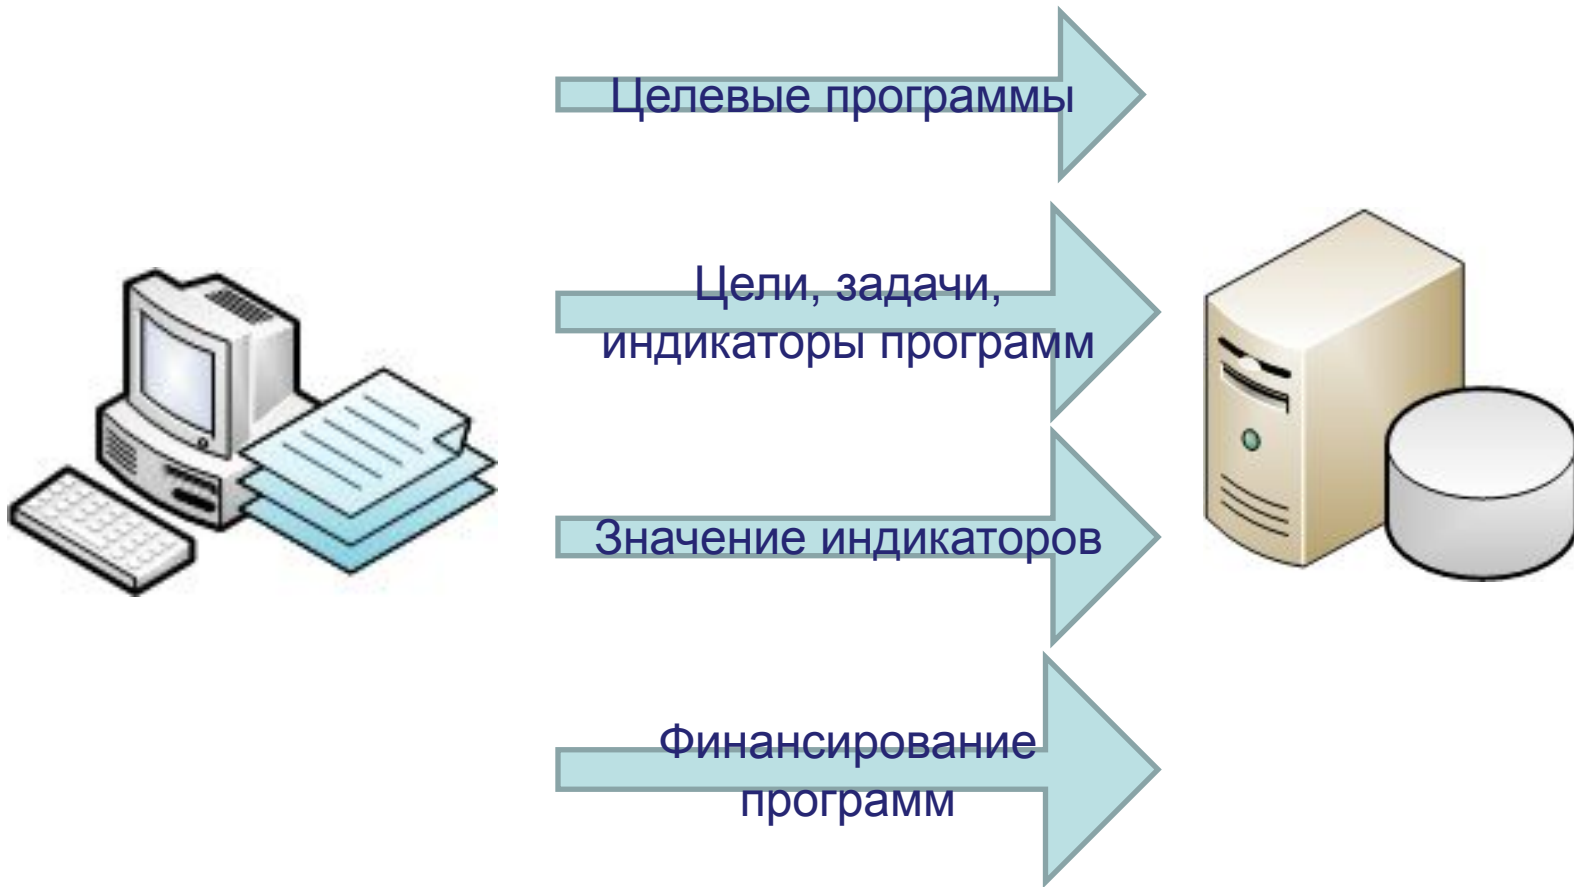 Целевые программы
Цели, задачи,
индикаторы программ
Значение индикаторов
Финансирование
программ